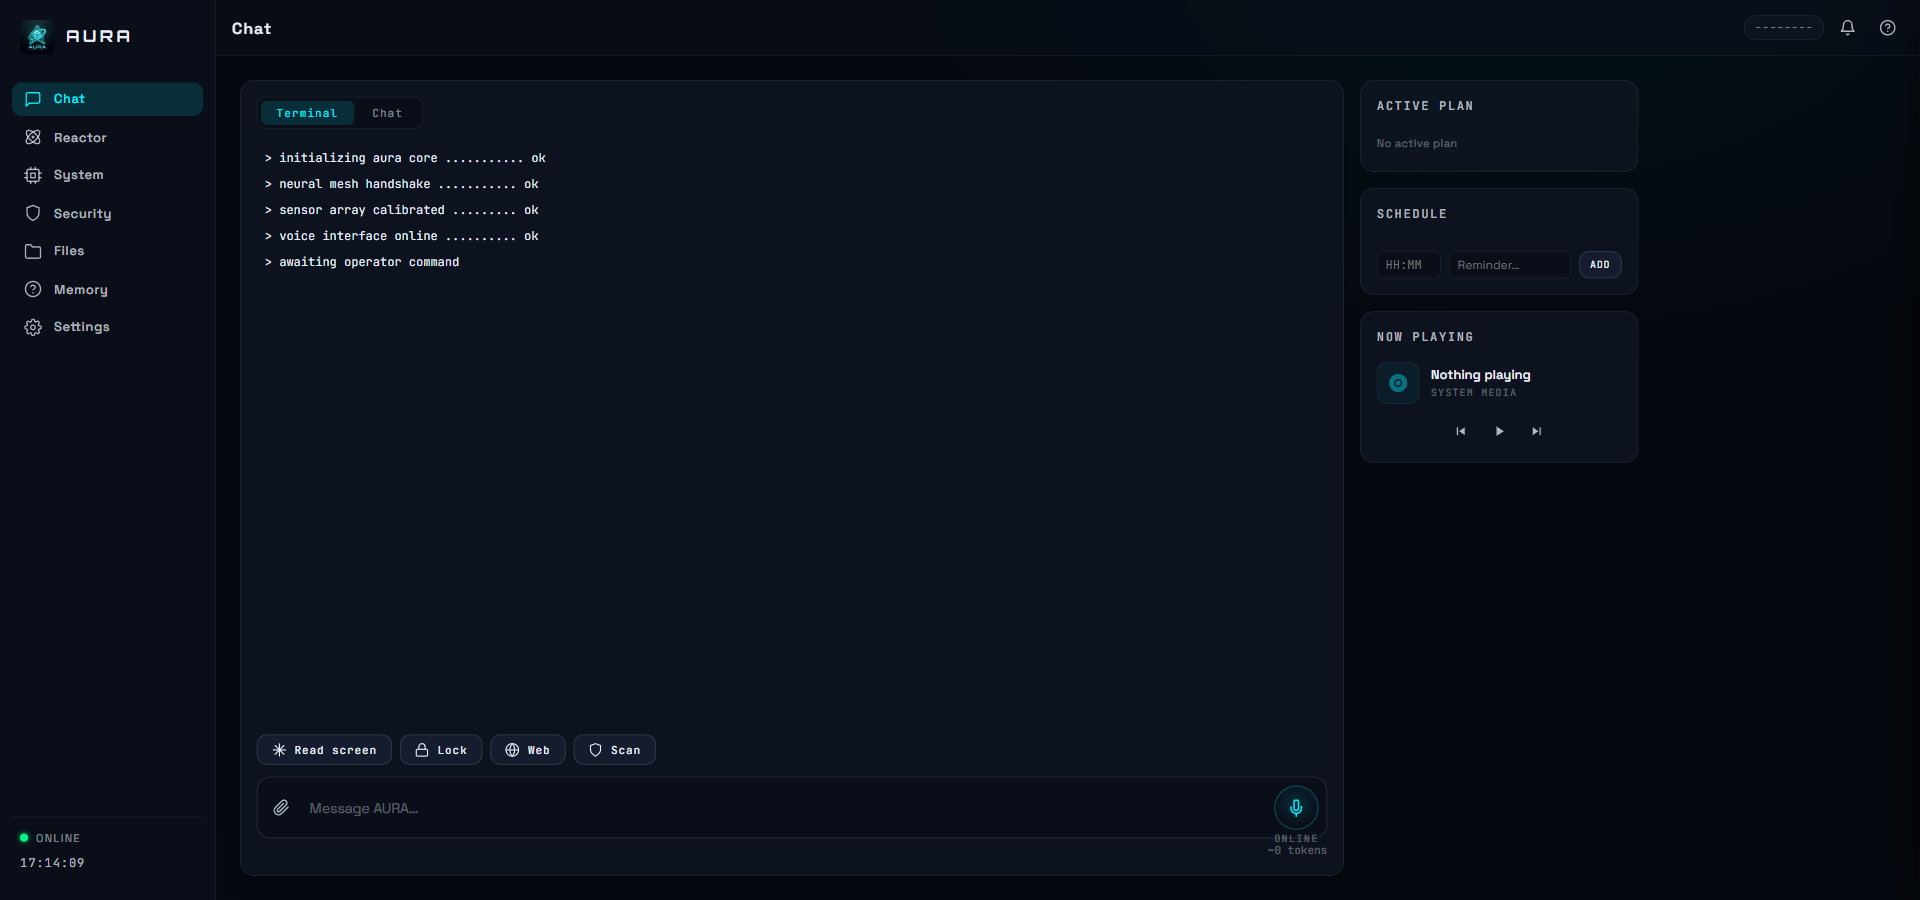 AURA
AURA
Chat
Reactor
System
Security
Files
Memory
Settings
ONLINE
17:14:09
Chat
--------
Terminal
Chat
> initializing aura core ........... ok
> neural mesh handshake ........... ok
> sensor array calibrated ......... ok
> voice interface online .......... ok
> awaiting operator command
Read screen
Lock
Web
Scan
Message AURA...
ONLINE
~0 tokens
ACTIVE PLAN
No active plan
SCHEDULE
HH:MM
Reminder...
ADD
NOW PLAYING
Nothing playing
SYSTEM MEDIA